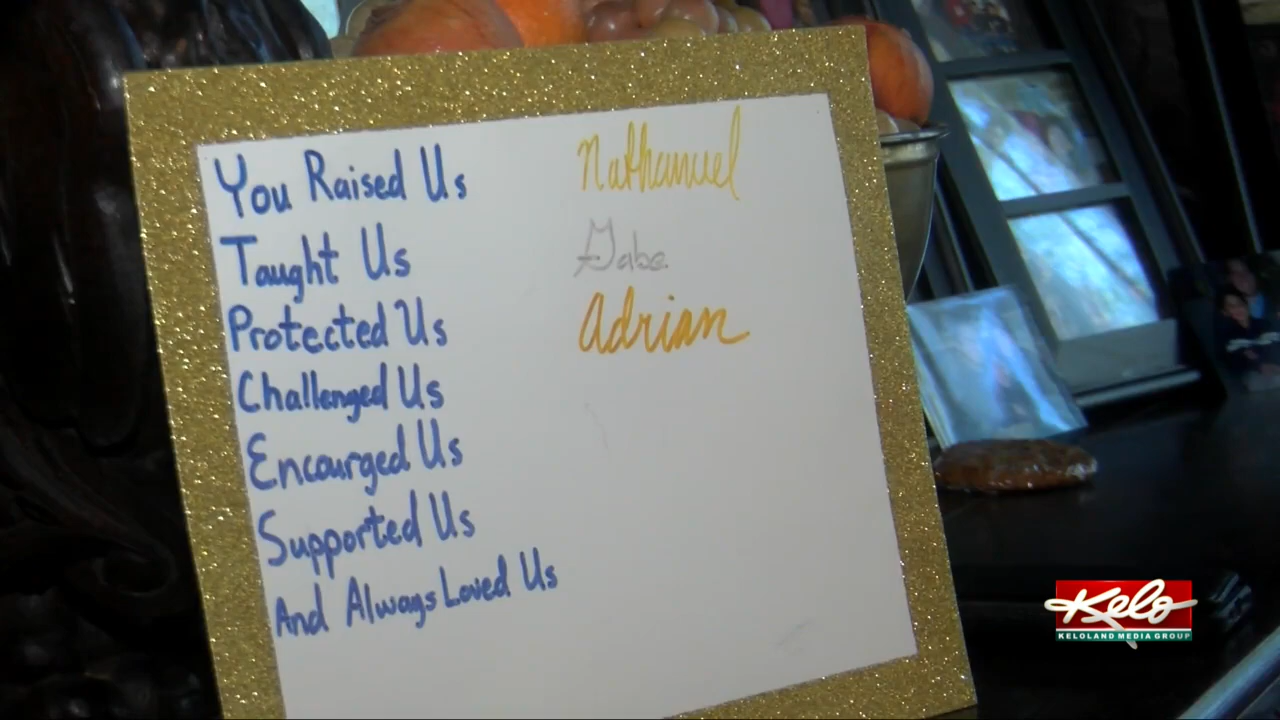 You Raised Us
Taught Us
Protected Us
Challenged Us
Encourged Us
Supported Us
And Always Loved Us
Nathanuel
Gabe
Adrian
Kelo
KELOLAND MEDIA GROUP